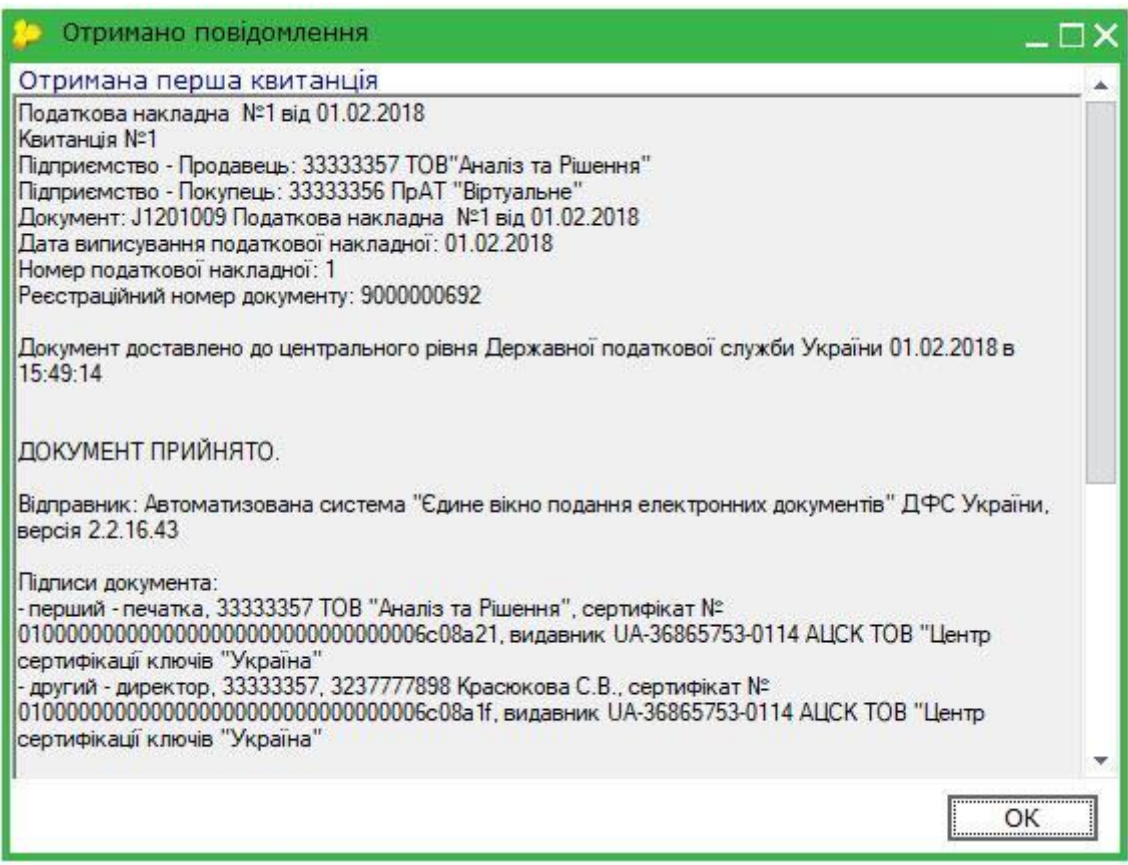 Отримано повідомлення
Отримана перша квитанція
Податкова накладна №1 від 01.02.2018
Квитанція №1
Підприємство - Продавець: 33333357 ТОВ"Аналіз та Рішення"
Підприємство - Покупець: 33333356 ПрАТ "Віртуальне"
Документ: J1201009 Податкова накладна №1 від 01.02.2018
Дата виписування податкової накладної: 01.02.2018
Номер податкової накладної: 1
Реєстраційний номер документу: 9000000692
Документ доставлено до центрального рівня Державної податкової служби України 01.02.2018 в
15:49:14
ДОКУМЕНТ ПРИЙНЯТО.
Відправник: Автоматизована система "Єдине вікно подання електронних документів" ДФС України,
версія 2.2.16.43
Підписи документа:
- перший - печатка, 33333357 ТОВ "Аналіз та Рішення", сертифікат №
0100000000000000000000000000000006c08a21, видавник UA-36865753-0114 АЦСК ТОВ "Центр
сертифікації ключів "Україна"
- другий - директор, 33333357, 3237777898 Красюкова С.В., сертифікат №
0100000000000000000000000000000006c08a1f, видавник UA-36865753-0114 АЦСК ТОВ "Центр
сертифікації ключів "Україна"
ОК